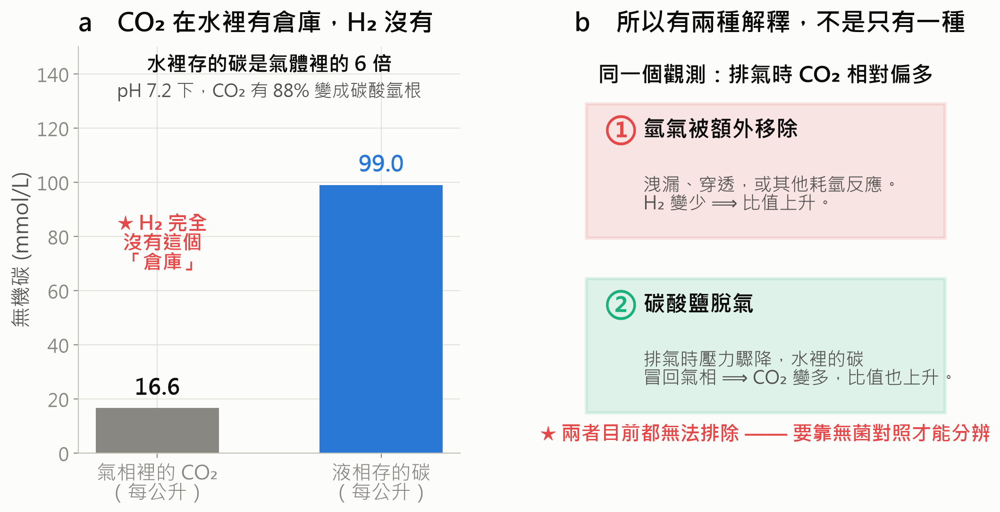 a CO₂ 在水裡有倉庫，H₂ 沒有
水裡存的碳是氣體裡的 6 倍
pH 7.2 下，CO₂ 有 88% 變成碳酸氫根
無機碳 (mmol/L)
140
120
100
80
60
40
20
0
99.0
★ H₂ 完全
沒有這個
「倉庫」
16.6
氣相裡的 CO₂
（每公升）
液相存的碳
（每公升）
b 所以有兩種解釋，不是只有一種
同一個觀測：排氣時 CO₂ 相對偏多
① 氫氣被額外移除
洩漏、穿透，或其他耗氫反應。
H₂ 變少 ⟹ 比值上升。
② 碳酸鹽脫氣
排氣時壓力驟降，水裡的碳
冒回氣相 ⟹ CO₂ 變多，比值也上升。
★ 兩者目前都無法排除 —— 要靠無菌對照才能分辨